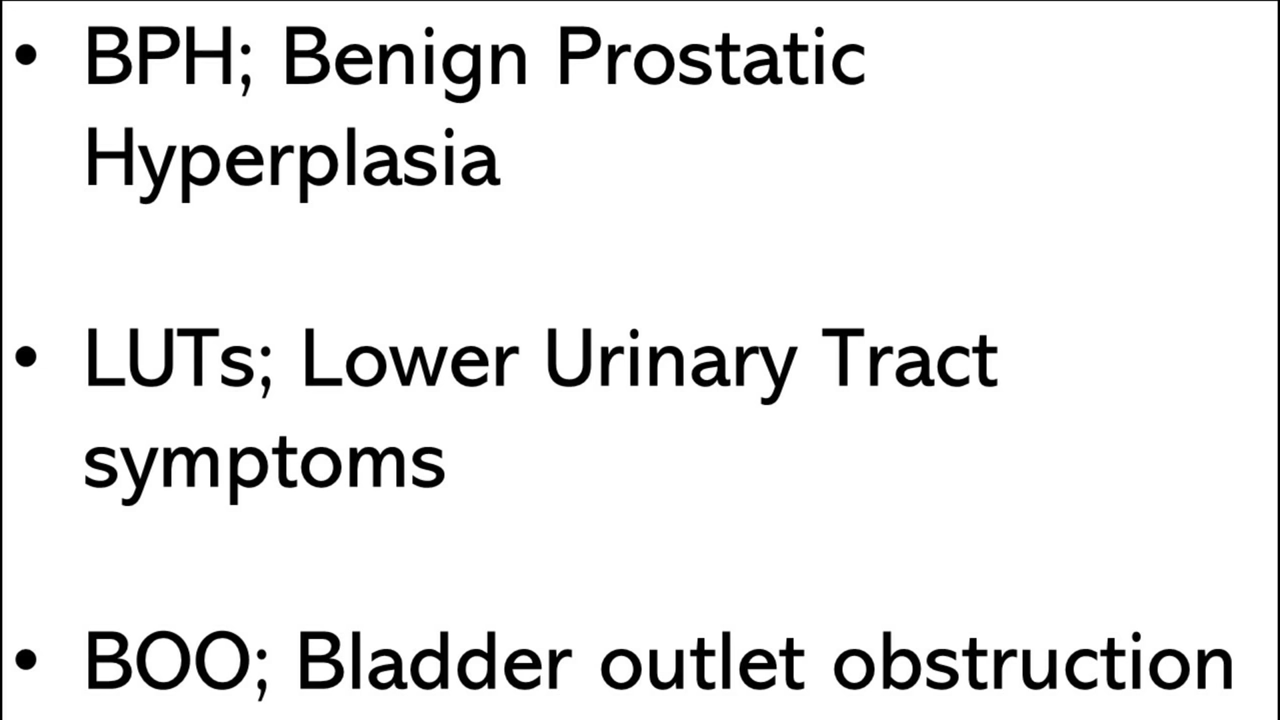 • BPH; Benign Prostatic
Hyperplasia
• LUTs; Lower Urinary Tract
symptoms
• BOO; Bladder outlet obstruction